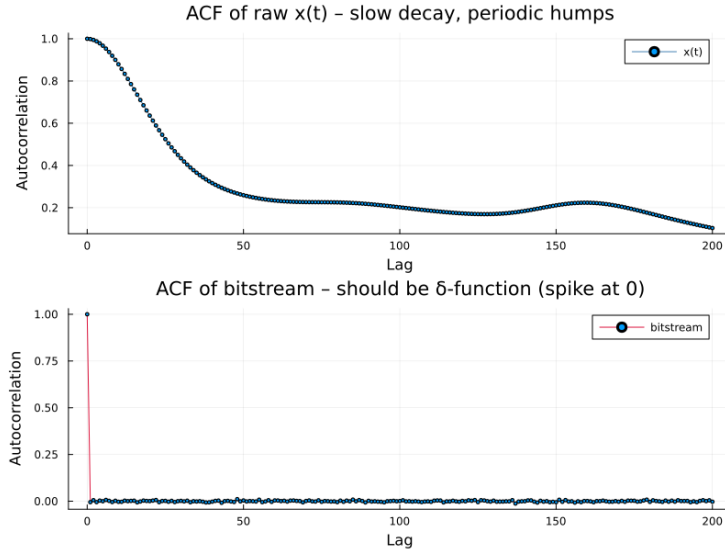 ACF of raw x(t) – slow decay, periodic humps
1.0
0.8
0.6
0.4
0.2
Autocorrelation
x(t)
0
50
100
150
200
Lag
ACF of bitstream – should be δ-function (spike at 0)
1.00
0.75
0.50
0.25
0.00
Autocorrelation
bitstream
0
50
100
150
200
Lag